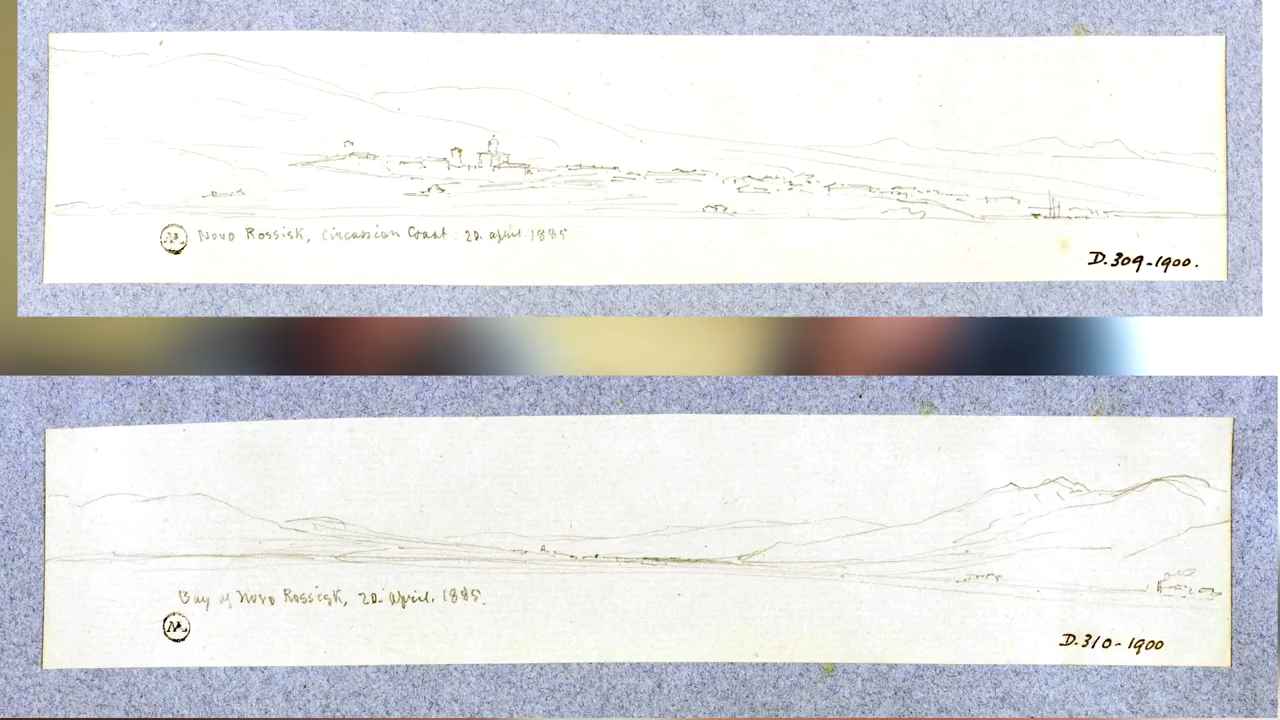 Novo Rossisk, Circassian Coast. 20. april. 1885
D.309-1900.
Bay of Novo Rossisk, 20. april. 1885.
D.310-1900